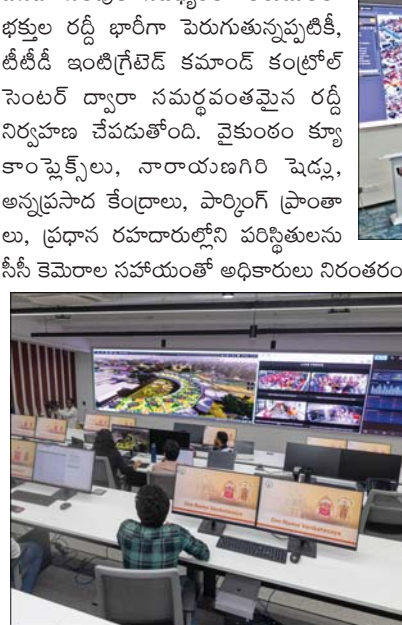 భక్తుల రద్దీ భారీగా పెరుగుతున్నప్పటికీ,
టీటీడీ ఇంటిగ్రేటెడ్ కమాండ్ కంట్రోల్
సెంటర్ ద్వారా సమర్థవంతమైన రద్దీ
నిర్వహణ చేపడుతోంది. వైకుంఠం క్యూ
కాంప్లెక్స్‌లు, నారాయణగిరి షెడ్లు,
అన్నప్రసాద కేంద్రాలు, పార్కింగ్ ప్రాంతా
లు, ప్రధాన రహదారుల్లోని పరిస్థితులను
సీసీ కెమెరాల సహాయంతో అధికారులు నిరంతరం
Om Namo Venkatesaya
Om Namo Venkatesaya